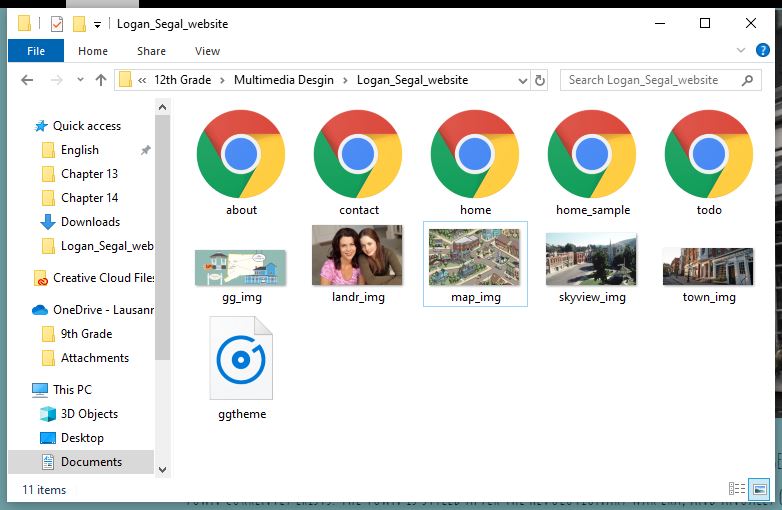 Logan_Segal_website
File Home Share View
« 12th Grade > Multimedia Desgin > Logan_Segal_website
Search Logan_Segal_website
Quick access
English
Chapter 13
Chapter 14
Downloads
Logan_Segal_web
Creative Cloud Files
OneDrive - Lausann
9th Grade
Attachments
This PC
3D Objects
Desktop
Documents
about contact home home_sample todo
gg_img landr_img map_img skyview_img town_img
ggtheme
11 items